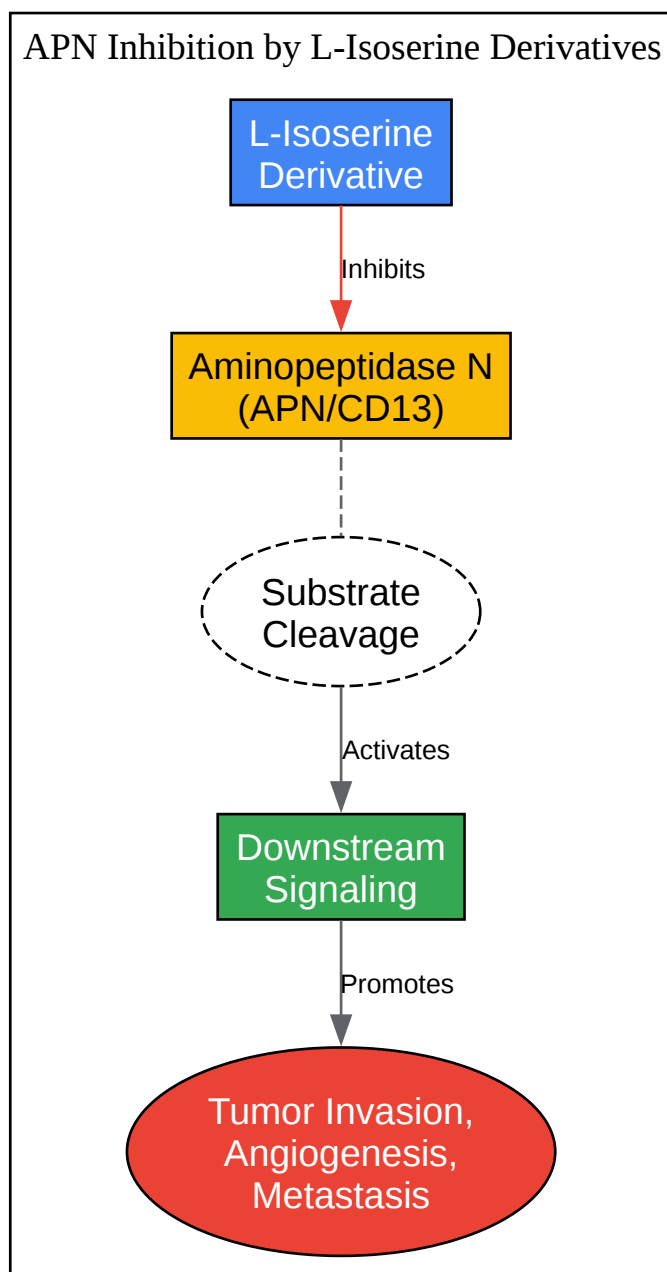 APN Inhibition by L-Isoserine Derivatives
L-Isoserine
Derivative
Inhibits
Aminopeptidase N
(APN/CD13)
Substrate
Cleavage
Activates
Downstream
Signaling
Promotes
Tumor Invasion,
Angiogenesis,
Metastasis